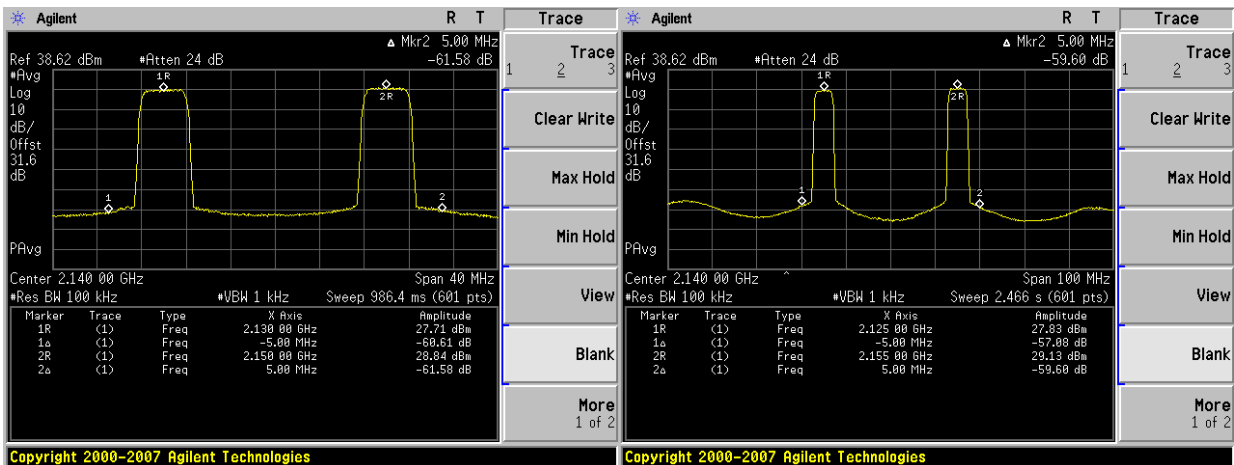 Agilent R T Trace
Δ Mkr2 5.00 MHz
Ref 38.62 dBm #Atten 24 dB -61.58 dB
#Avg
Log
10
dB/
Offst
31.6
dB
PAvg
1R
2R
1
2
Center 2.140 00 GHz Span 40 MHz
#Res BW 100 kHz #VBW 1 kHz Sweep 986.4 ms (601 pts)
Marker Trace Type X Axis Amplitude
1R (1) Freq 2.130 00 GHz 27.71 dBm
1Δ (1) Freq -5.00 MHz -60.61 dB
2R (1) Freq 2.150 00 GHz 28.84 dBm
2Δ (1) Freq 5.00 MHz -61.58 dB
Trace
1 2 3
Clear Write
Max Hold
Min Hold
View
Blank
More
1 of 2
Copyright 2000-2007 Agilent Technologies
Agilent R T Trace
Δ Mkr2 5.00 MHz
Ref 38.62 dBm #Atten 24 dB -59.60 dB
#Avg
Log
10
dB/
Offst
31.6
dB
PAvg
1R
2R
1
2
Center 2.140 00 GHz ^ Span 100 MHz
#Res BW 100 kHz #VBW 1 kHz Sweep 2.466 s (601 pts)
Marker Trace Type X Axis Amplitude
1R (1) Freq 2.125 00 GHz 27.83 dBm
1Δ (1) Freq -5.00 MHz -57.08 dB
2R (1) Freq 2.155 00 GHz 29.13 dBm
2Δ (1) Freq 5.00 MHz -59.60 dB
Trace
1 2 3
Clear Write
Max Hold
Min Hold
View
Blank
More
1 of 2
Copyright 2000-2007 Agilent Technologies